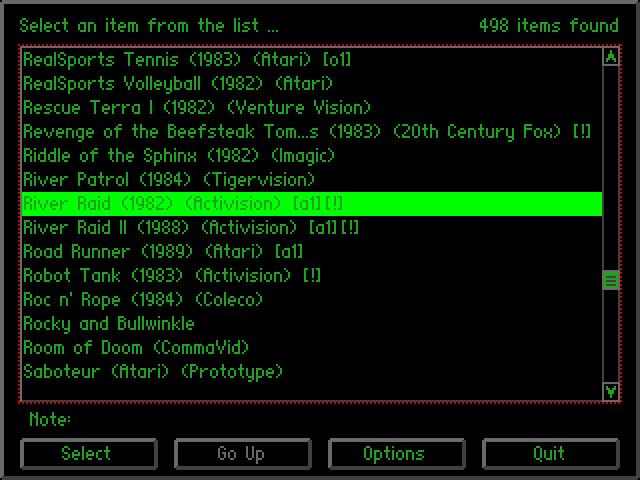 Select an item from the list ... 498 items found
RealSports Tennis (1983) (Atari) [o1]
RealSports Volleyball (1982) (Atari)
Rescue Terra I (1982) (Venture Vision)
Revenge of the Beefsteak Tom...s (1983) (20th Century Fox) [!]
Riddle of the Sphinx (1982) (Imagic)
River Patrol (1984) (Tigervision)
River Raid (1982) (Activision) [a1][!]
River Raid II (1988) (Activision) [a1][!]
Road Runner (1989) (Atari) [a1]
Robot Tank (1983) (Activision) [!]
Roc n' Rope (1984) (Coleco)
Rocky and Bullwinkle
Room of Doom (CommaVid)
Saboteur (Atari) (Prototype)
Note:
Select Go Up Options Quit